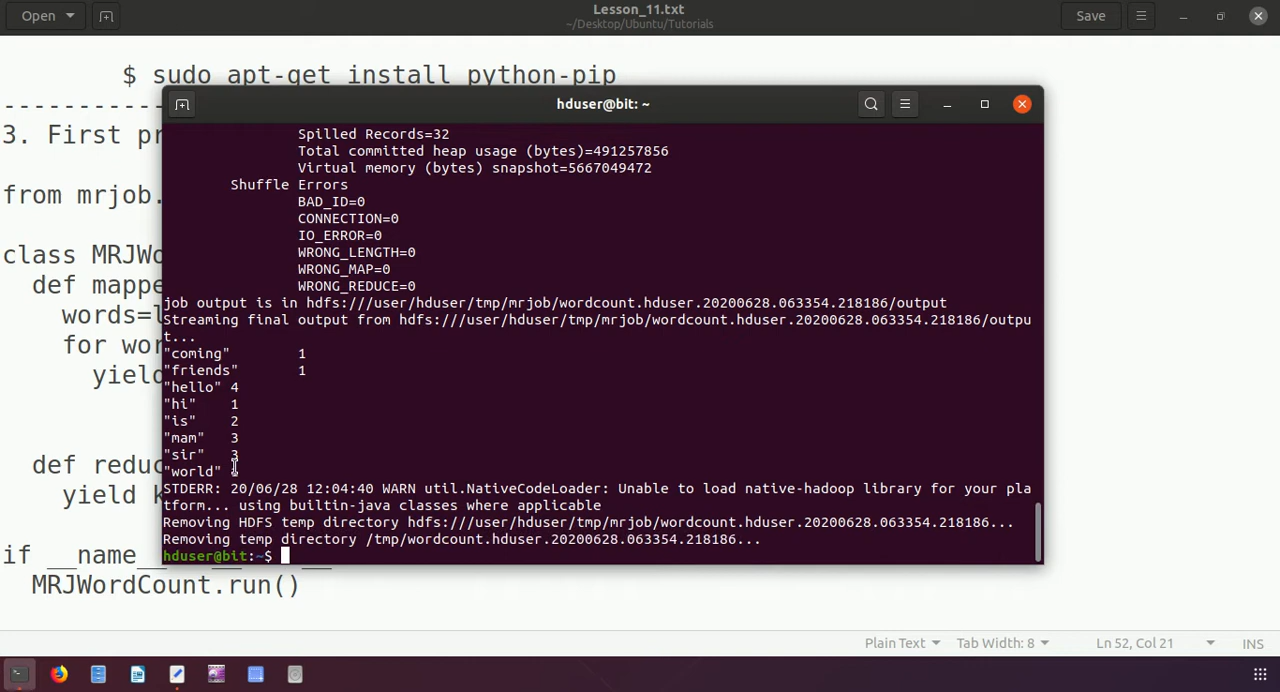 Open
Lesson_11.txt
~/Desktop/Ubuntu/Tutorials
Save
$ sudo apt-get install python-pip
-----------
3. First pr
from mrjob.
class MRJWo
def mappe
words=l
for wor
yield
def reduc
yield k
if __name_
MRJWordCount.run()
hduser@bit: ~
Spilled Records=32
Total committed heap usage (bytes)=491257856
Virtual memory (bytes) snapshot=5667049472
Shuffle Errors
BAD_ID=0
CONNECTION=0
IO_ERROR=0
WRONG_LENGTH=0
WRONG_MAP=0
WRONG_REDUCE=0
job output is in hdfs:///user/hduser/tmp/mrjob/wordcount.hduser.20200628.063354.218186/output
Streaming final output from hdfs:///user/hduser/tmp/mrjob/wordcount.hduser.20200628.063354.218186/outpu
t...
"coming" 1
"friends" 1
"hello" 4
"hi" 1
"is" 2
"mam" 3
"sir" 3
"world"
STDERR: 20/06/28 12:04:40 WARN util.NativeCodeLoader: Unable to load native-hadoop library for your pla
tform... using builtin-java classes where applicable
Removing HDFS temp directory hdfs:///user/hduser/tmp/mrjob/wordcount.hduser.20200628.063354.218186...
Removing temp directory /tmp/wordcount.hduser.20200628.063354.218186...
hduser@bit:~$
Plain Text Tab Width: 8 Ln 52, Col 21 INS